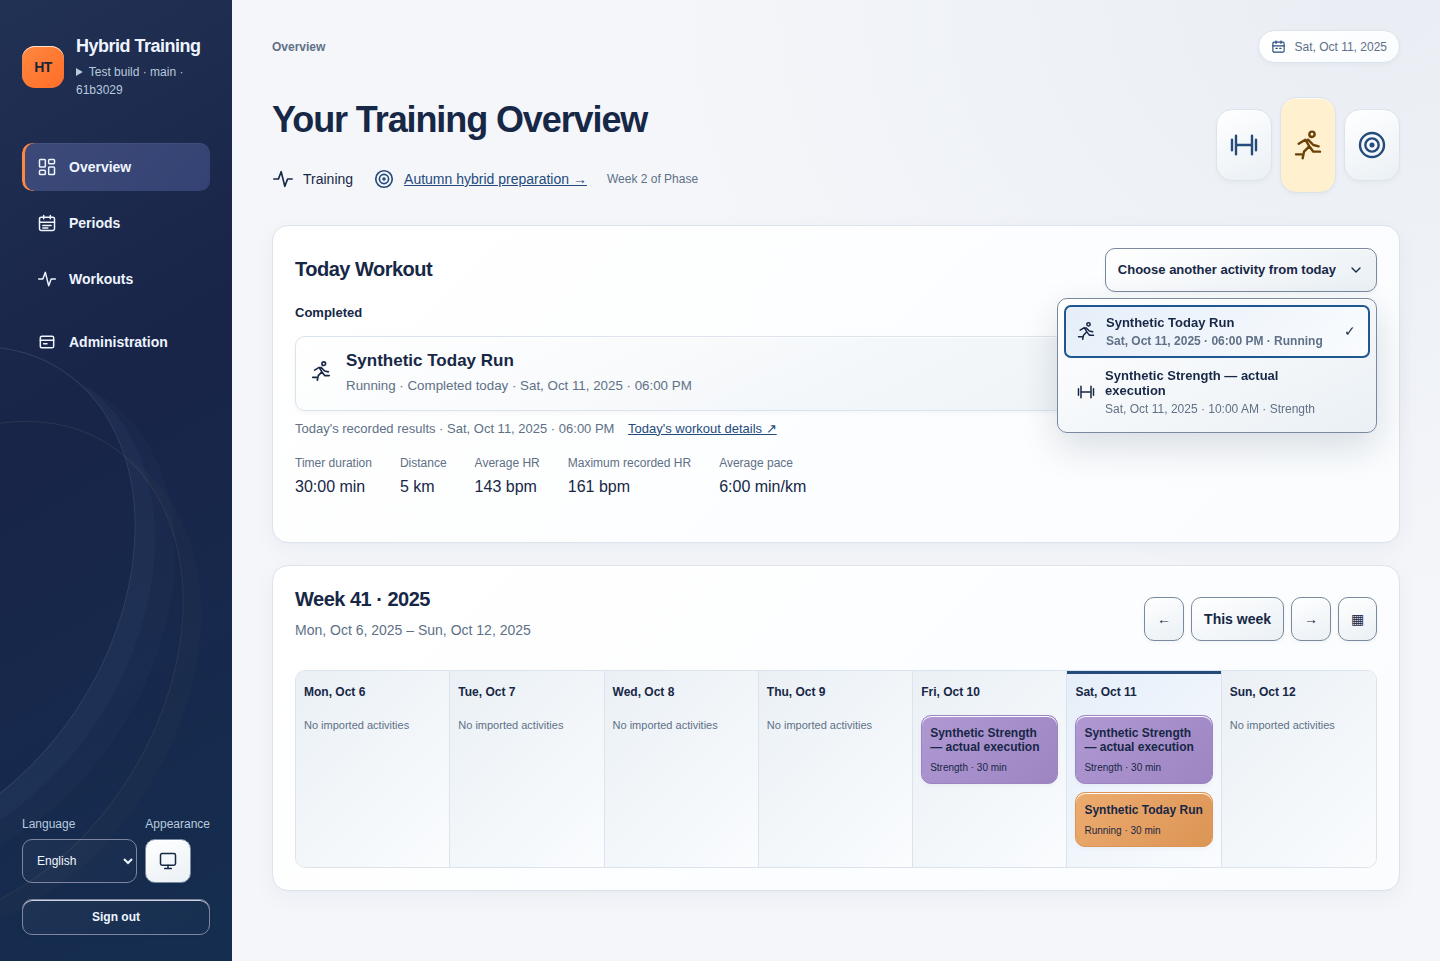 HT
Hybrid Training
▶ Test build · main ·
61b3029
Overview
Periods
Workouts
Administration
Language
Appearance
English
Sign out
Overview
Sat, Oct 11, 2025
Your Training Overview
Training
Autumn hybrid preparation →
Week 2 of Phase
Today Workout
Choose another activity from today
Completed
Synthetic Today Run
Running · Completed today · Sat, Oct 11, 2025 · 06:00 PM
Synthetic Today Run
Sat, Oct 11, 2025 · 06:00 PM · Running
✓
Synthetic Strength — actual
execution
Sat, Oct 11, 2025 · 10:00 AM · Strength
Today's recorded results · Sat, Oct 11, 2025 · 06:00 PM
Today's workout details ↗
Timer duration
30:00 min
Distance
5 km
Average HR
143 bpm
Maximum recorded HR
161 bpm
Average pace
6:00 min/km
Week 41 · 2025
Mon, Oct 6, 2025 – Sun, Oct 12, 2025
←
This week
→
Mon, Oct 6
No imported activities
Tue, Oct 7
No imported activities
Wed, Oct 8
No imported activities
Thu, Oct 9
No imported activities
Fri, Oct 10
Synthetic Strength
— actual execution
Strength · 30 min
Sat, Oct 11
Synthetic Strength
— actual execution
Strength · 30 min
Synthetic Today Run
Running · 30 min
Sun, Oct 12
No imported activities